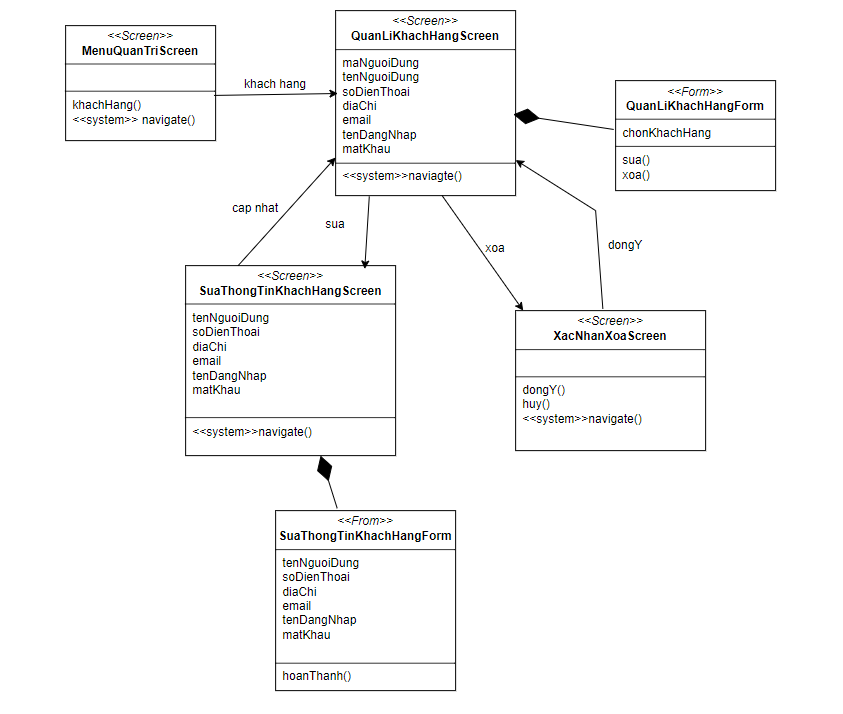 <<Screen>>
MenuQuanTriScreen
khachHang()
<<system>> navigate()
khach hang
<<Screen>>
QuanLiKhachHangScreen
maNguoiDung
tenNguoiDung
soDienThoai
diaChi
email
tenDangNhap
matKhau
<<system>>naviagte()
<<Form>>
QuanLiKhachHangForm
chonKhachHang
sua()
xoa()
cap nhat
sua
xoa
dongY
<<Screen>>
SuaThongTinKhachHangScreen
tenNguoiDung
soDienThoai
diaChi
email
tenDangNhap
matKhau
<<system>>navigate()
<<Screen>>
XacNhanXoaScreen
dongY()
huy()
<<system>>navigate()
<<From>>
SuaThongTinKhachHangForm
tenNguoiDung
soDienThoai
diaChi
email
tenDangNhap
matKhau
hoanThanh()